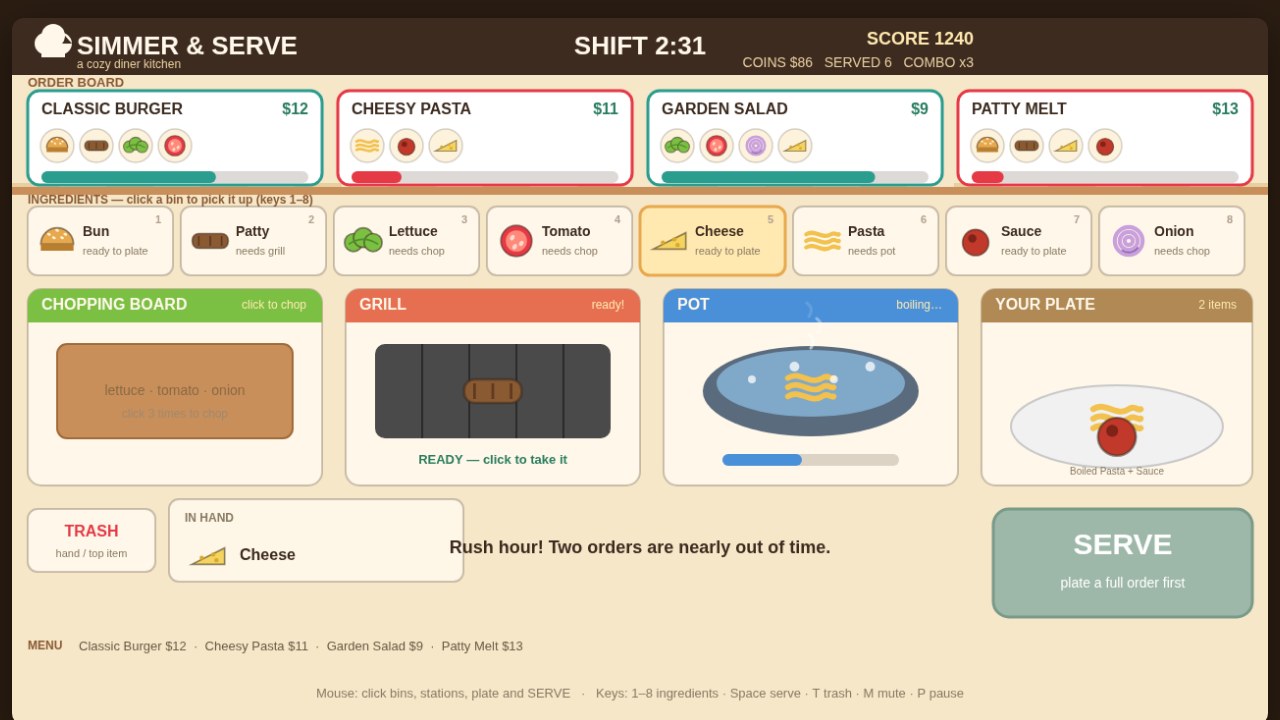 SIMMER & SERVE
a cozy diner kitchen
SHIFT 2:31
SCORE 1240
COINS $86 SERVED 6 COMBO x3
ORDER BOARD
CLASSIC BURGER $12
CHEESY PASTA $11
GARDEN SALAD $9
PATTY MELT $13
INGREDIENTS — click a bin to pick it up (keys 1–8)
1
Bun
ready to plate
2
Patty
needs grill
3
Lettuce
needs chop
4
Tomato
needs chop
5
Cheese
ready to plate
6
Pasta
needs pot
7
Sauce
ready to plate
8
Onion
needs chop
CHOPPING BOARD click to chop
lettuce · tomato · onion
click 3 times to chop
GRILL ready!
READY — click to take it
POT boiling…
YOUR PLATE 2 items
Boiled Pasta + Sauce
TRASH
hand / top item
IN HAND
Cheese
Rush hour! Two orders are nearly out of time.
SERVE
plate a full order first
MENU Classic Burger $12 · Cheesy Pasta $11 · Garden Salad $9 · Patty Melt $13
Mouse: click bins, stations, plate and SERVE · Keys: 1–8 ingredients · Space serve · T trash · M mute · P pause